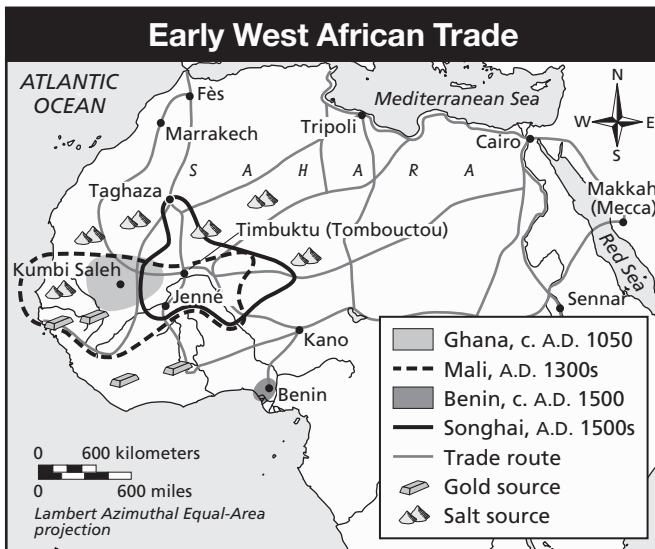 Early West African Trade
ATLANTIC
OCEAN
Fès
Marrakech
Mediterranean Sea
Tripoli
Cairo
N
W
E
S
SAHARA
Taghaza
Makkah
(Mecca)
Red Sea
Timbuktu (Tombouctou)
Kumbi Saleh
Jenné
Sennar
Kano
Benin
Ghana, c. A.D. 1050
Mali, A.D. 1300s
Benin, c. A.D. 1500
Songhai, A.D. 1500s
Trade route
Gold source
Salt source
0 600 kilometers
0 600 miles
Lambert Azimuthal Equal-Area
projection